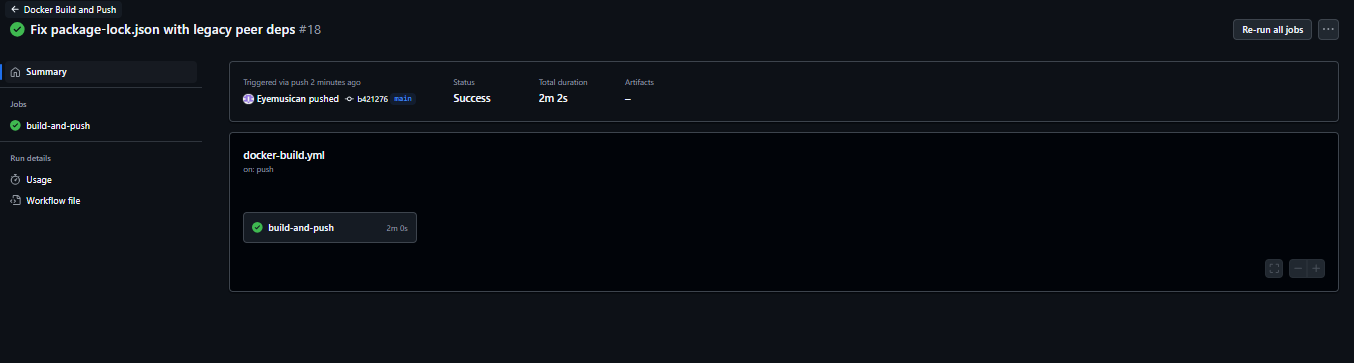 ← Docker Build and Push
Fix package-lock.json with legacy peer deps #18
Re-run all jobs
Summary
Jobs
build-and-push
Run details
Usage
Workflow file
Triggered via push 2 minutes ago
Eyemusican pushed b421276 main
Status
Success
Total duration
2m 2s
Artifacts
–
docker-build.yml
on: push
build-and-push 2m 0s